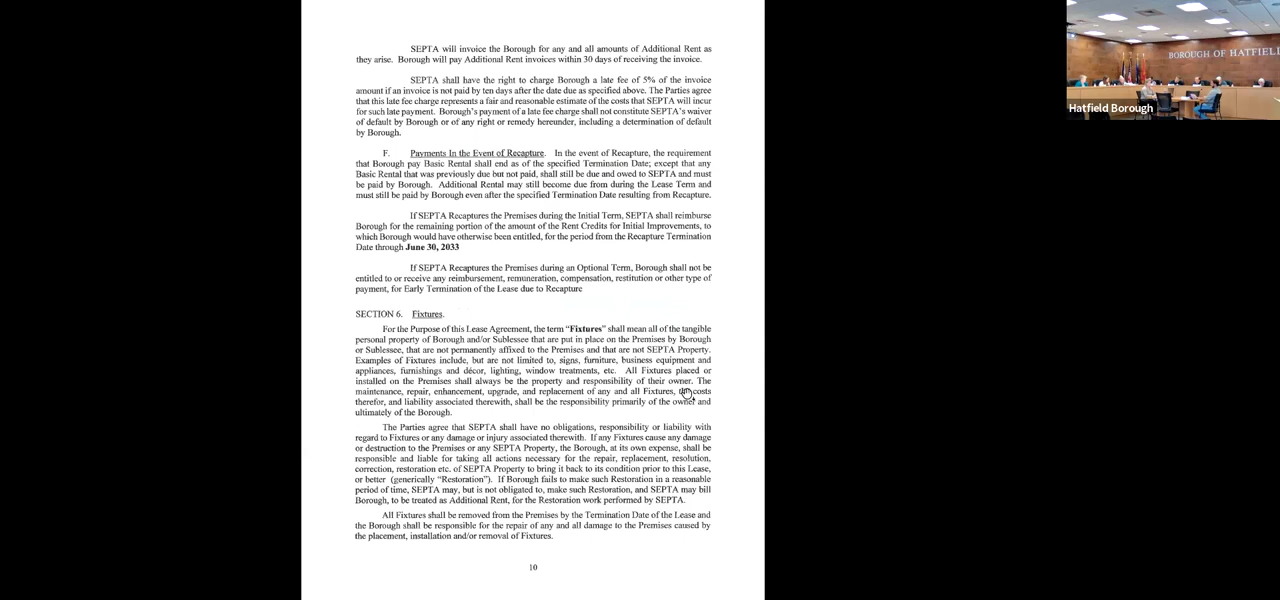 SEPTA will invoice the Borough for any and all amounts of Additional Rent as
they arise. Borough will pay Additional Rent invoices within 30 days of receiving the invoice.
SEPTA shall have the right to charge Borough a late fee of 5% of the invoice
amount if an invoice is not paid by ten days after the date due as specified above. The Parties agree
that this late fee charge represents a fair and reasonable estimate of the costs that SEPTA will incur
for such late payment. Borough's payment of a late fee charge shall not constitute SEPTA's waiver
of default by Borough or of any right or remedy hereunder, including a determination of default
by Borough.
F. Payments In the Event of Recapture. In the event of Recapture, the requirement
that Borough pay Basic Rental shall end as of the specified Termination Date; except that any
Basic Rental that was previously due but not paid, shall still be due and owed to SEPTA and must
be paid by Borough. Additional Rental may still become due from during the Lease Term and
must still be paid by Borough even after the specified Termination Date resulting from Recapture.
If SEPTA Recaptures the Premises during the Initial Term, SEPTA shall reimburse
Borough for the remaining portion of the amount of the Rent Credits for Initial Improvements, to
which Borough would have otherwise been entitled, for the period from the Recapture Termination
Date through June 30, 2033
If SEPTA Recaptures the Premises during an Optional Term, Borough shall not be
entitled to or receive any reimbursement, remuneration, compensation, restitution or other type of
payment, for Early Termination of the Lease due to Recapture
SECTION 6. Fixtures.
For the Purpose of this Lease Agreement, the term "Fixtures" shall mean all of the tangible
personal property of Borough and/or Sublessee that are put in place on the Premises by Borough
or Sublessee, that are not permanently affixed to the Premises and that are not SEPTA Property.
Examples of Fixtures include, but are not limited to, signs, furniture, business equipment and
appliances, furnishings and décor, lighting, window treatments, etc. All Fixtures placed or
installed on the Premises shall always be the property and responsibility of their owner. The
maintenance, repair, enhancement, upgrade, and replacement of any and all Fixtures, the costs
therefor, and liability associated therewith, shall be the responsibility primarily of the owner and
ultimately of the Borough.
The Parties agree that SEPTA shall have no obligations, responsibility or liability with
regard to Fixtures or any damage or injury associated therewith. If any Fixtures cause any damage
or destruction to the Premises or any SEPTA Property, the Borough, at its own expense, shall be
responsible and liable for taking all actions necessary for the repair, replacement, resolution,
correction, restoration etc. of SEPTA Property to bring it back to its condition prior to this Lease,
or better (generically "Restoration"). If Borough fails to make such Restoration in a reasonable
period of time, SEPTA may, but is not obligated to, make such Restoration, and SEPTA may bill
Borough, to be treated as Additional Rent, for the Restoration work performed by SEPTA.
All Fixtures shall be removed from the Premises by the Termination Date of the Lease and
the Borough shall be responsible for the repair of any and all damage to the Premises caused by
the placement, installation and/or removal of Fixtures.
10
BOROUGH OF HATFIEL
Hatfield Borough